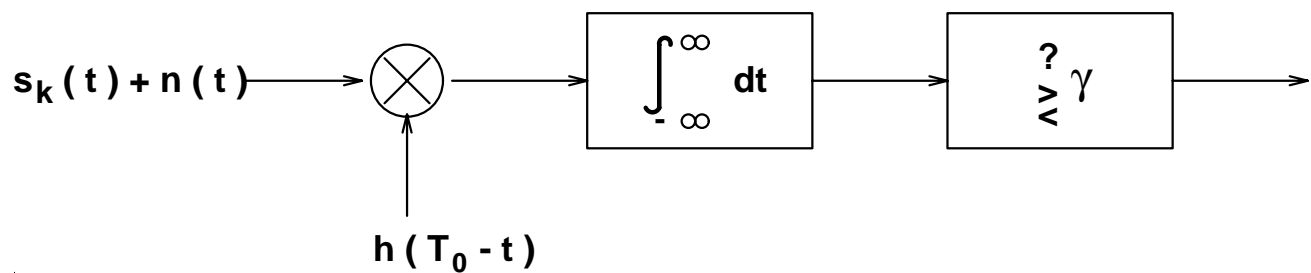 s_k ( t ) + n ( t )
h ( T_0 - t )
∫_{-∞}^{∞} dt
? >< γ